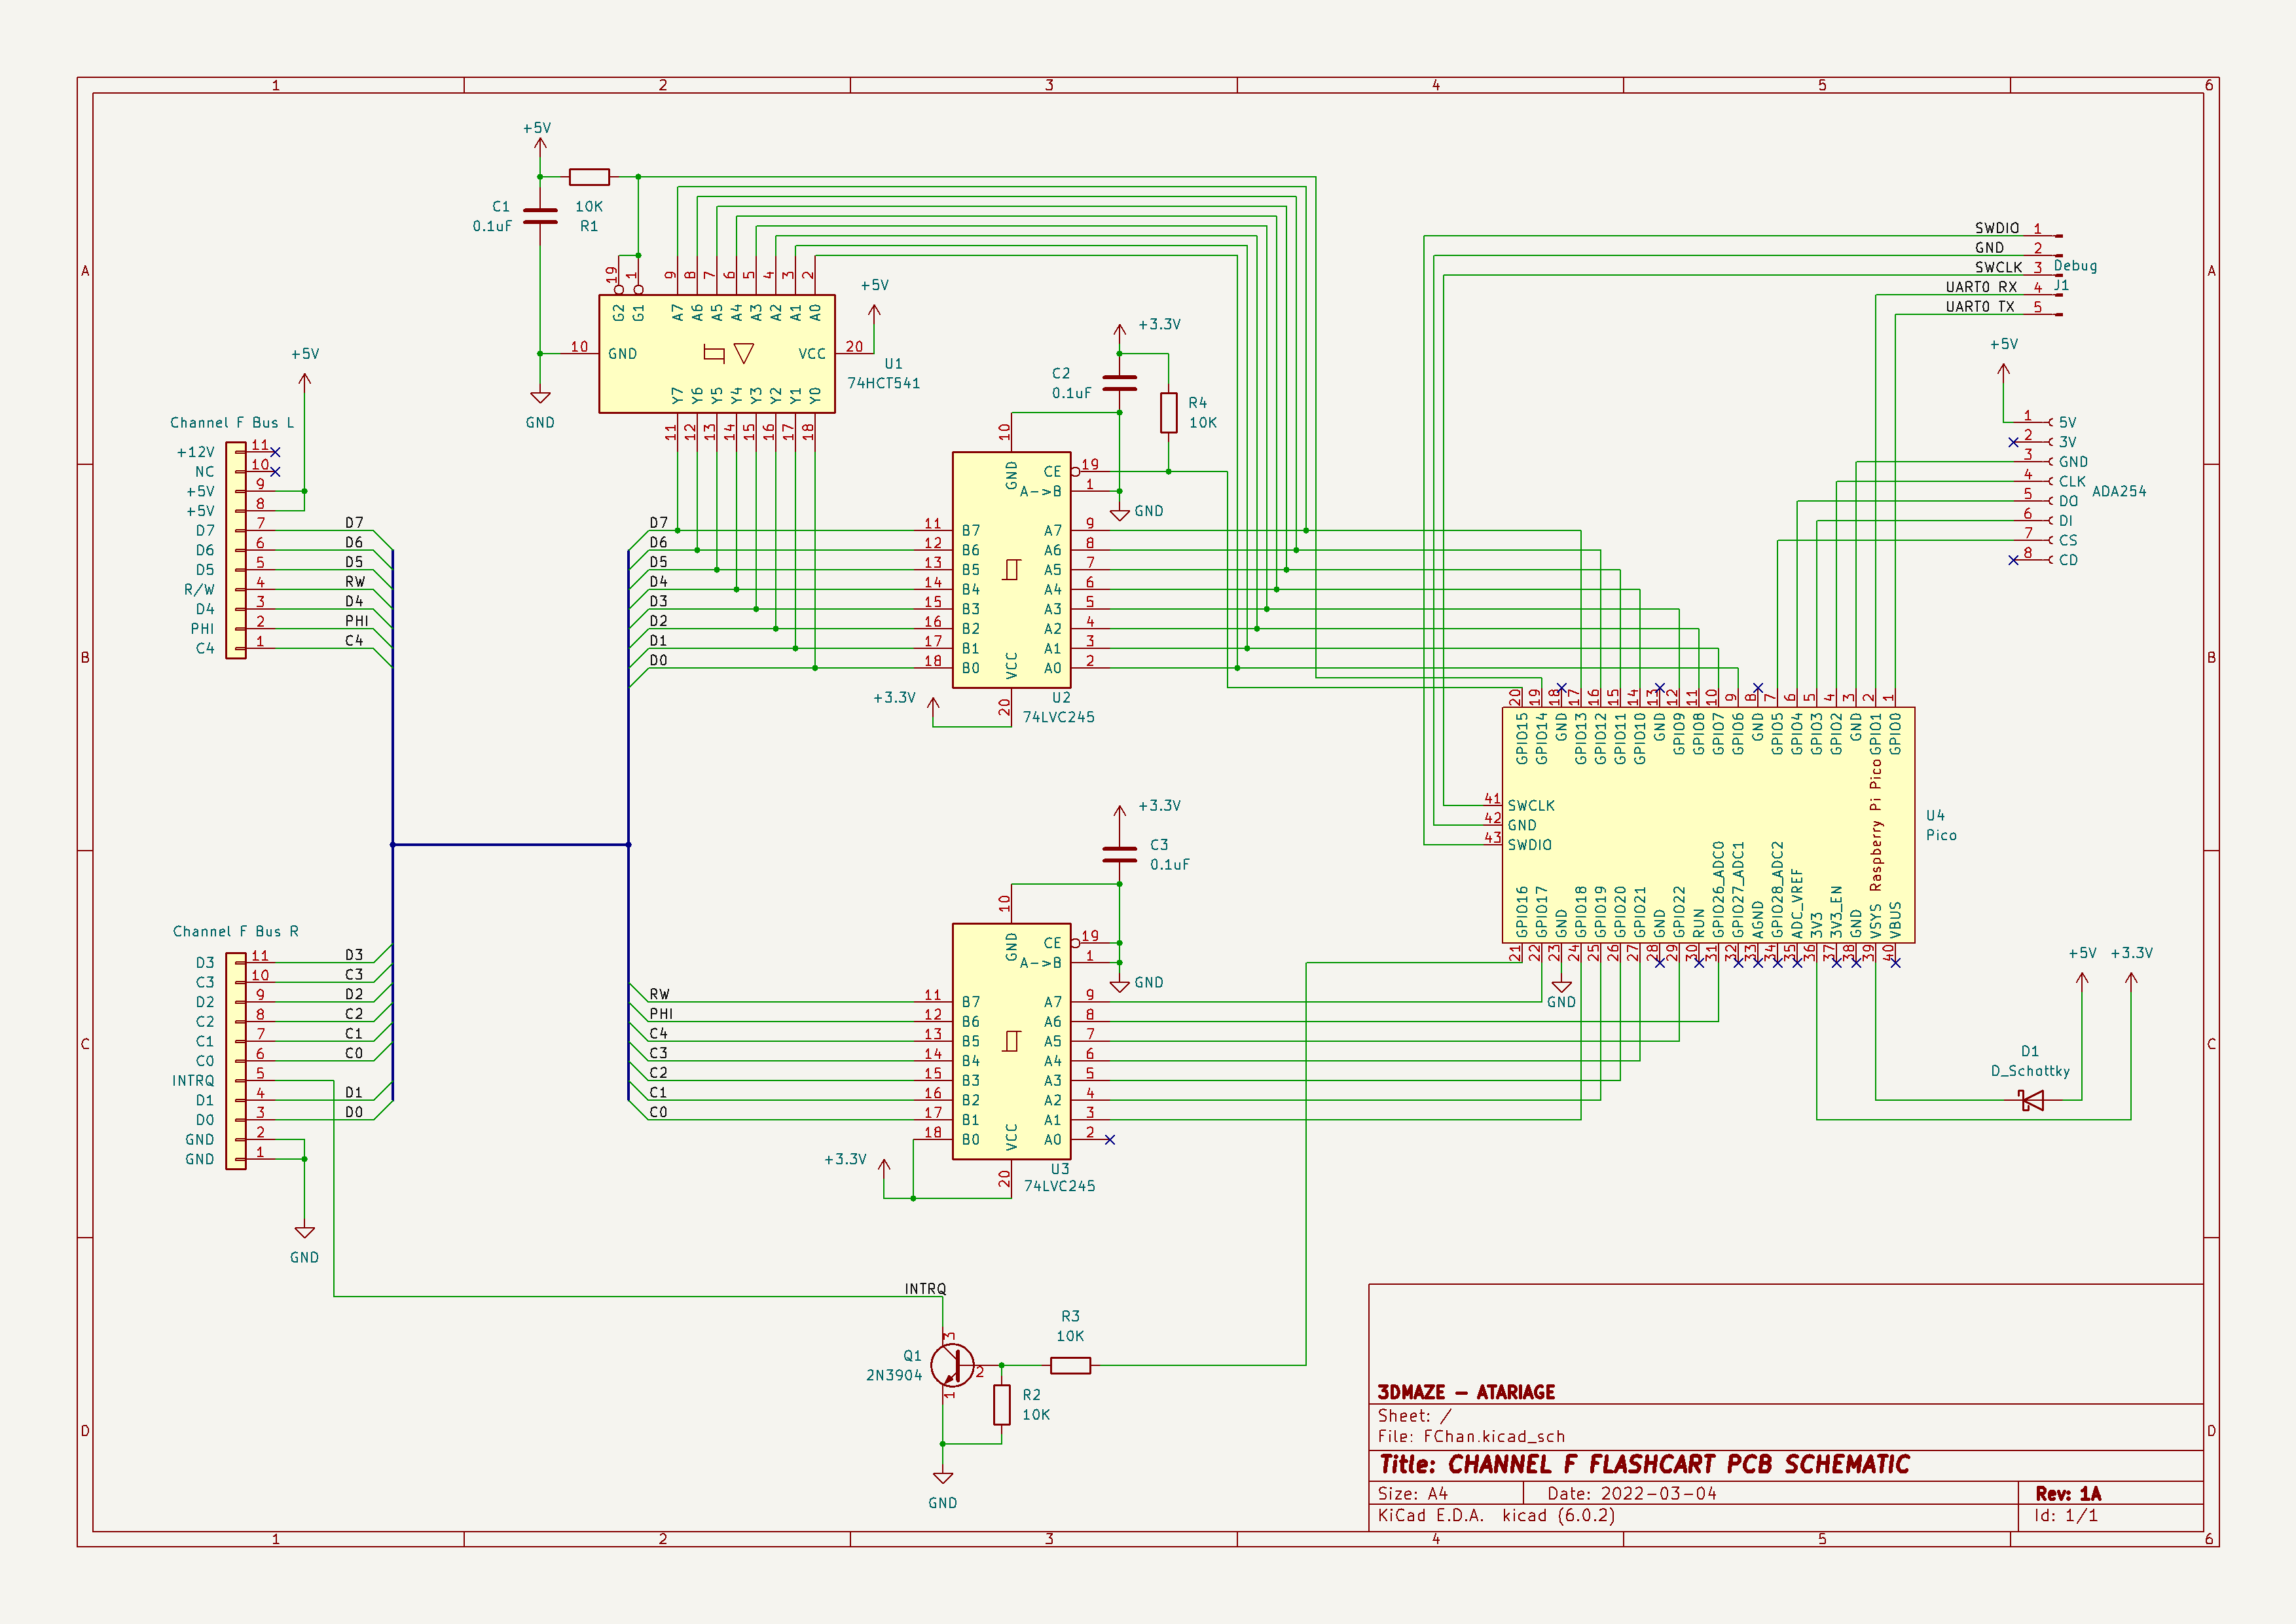 1 2 3 4 5 6
A
B
C
D
+5V
C1
0.1uF
10K
R1
19 1 9 8 7 6 5 4 3 2
G2 G1 A7 A6 A5 A4 A3 A2 A1 A0
10 GND VCC 20
+5V
U1
74HCT541
Y7 Y6 Y5 Y4 Y3 Y2 Y1 Y0
11 12 13 14 15 16 17 18
GND
+5V
Channel F Bus L
+12V 11
NC 10
+5V 9
+5V 8
D7 7 D7
D6 6 D6
D5 5 D5
R/W 4 RW
D4 3 D4
PHI 2 PHI
C4 1 C4
Channel F Bus R
D3 11 D3
C3 10 C3
D2 9 D2
C2 8 C2
C1 7 C1
C0 6 C0
INTRQ 5
D1 4 D1
D0 3 D0
GND 2
GND 1
GND
+3.3V
C2
0.1uF
R4
10K
10 GND
CE 19
A->B 1
GND
D7 11 B7 A7 9
D6 12 B6 A6 8
D5 13 B5 A5 7
D4 14 B4 A4 6
D3 15 B3 A3 5
D2 16 B2 A2 4
D1 17 B1 A1 3
D0 18 B0 A0 2
VCC 20
+3.3V
U2
74LVC245
+3.3V
C3
0.1uF
10 GND
CE 19
A->B 1
GND
RW 11 B7 A7 9
PHI 12 B6 A6 8
C4 13 B5 A5 7
C3 14 B4 A4 6
C2 15 B3 A3 5
C1 16 B2 A2 4
C0 17 B1 A1 3
18 B0 A0 2
VCC 20
+3.3V
U3
74LVC245
INTRQ
3
Q1
2N3904
2
1
R3
10K
R2
10K
GND
SWDIO 1
GND 2
SWCLK 3
UART0 RX 4
UART0 TX 5
Debug
J1
+5V
1 5V
2 3V
3 GND
4 CLK
5 DO
6 DI
7 CS
8 CD
ADA254
20 19 18 17 16 15 14 13 12 11 10 9 8 7 6 5 4 3 2 1
GPIO15 GPIO14 GND GPIO13 GPIO12 GPIO11 GPIO10 GND GPIO9 GPIO8 GPIO7 GPIO6 GND GPIO5 GPIO4 GPIO3 GPIO2 GND GPIO1 GPIO0
41 SWCLK
42 GND
43 SWDIO
Raspberry Pi Pico
U4
Pico
GPIO16 GPIO17 GND GPIO18 GPIO19 GPIO20 GPIO21 GND GPIO22 RUN GPIO26_ADC0 GPIO27_ADC1 AGND GPIO28_ADC2 ADC_VREF 3V3 3V3_EN GND VSYS VBUS
21 22 23 24 25 26 27 28 29 30 31 32 33 34 35 36 37 38 39 40
GND
+5V +3.3V
D1
D_Schottky
3DMAZE - ATARIAGE
Sheet: /
File: FChan.kicad_sch
Title: CHANNEL F FLASHCART PCB SCHEMATIC
Size: A4 Date: 2022-03-04 Rev: 1A
KiCad E.D.A. kicad (6.0.2) Id: 1/1
1 2 3 4 5 6
A
B
C
D